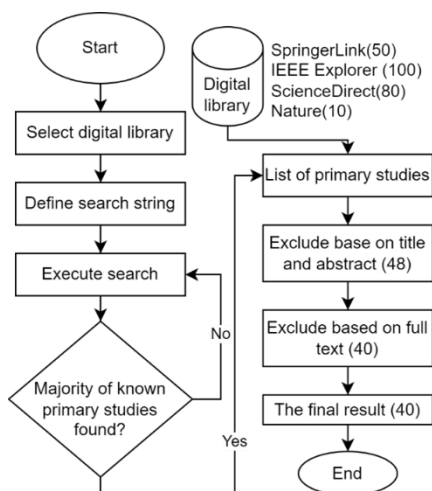 Start
Select digital library
Define search string
Execute search
No
Majority of known
primary studies
found?
Yes
Digital
library
SpringerLink(50)
IEEE Explorer (100)
ScienceDirect(80)
Nature(10)
List of primary studies
Exclude base on title
and abstract (48)
Exclude based on full
text (40)
The final result (40)
End